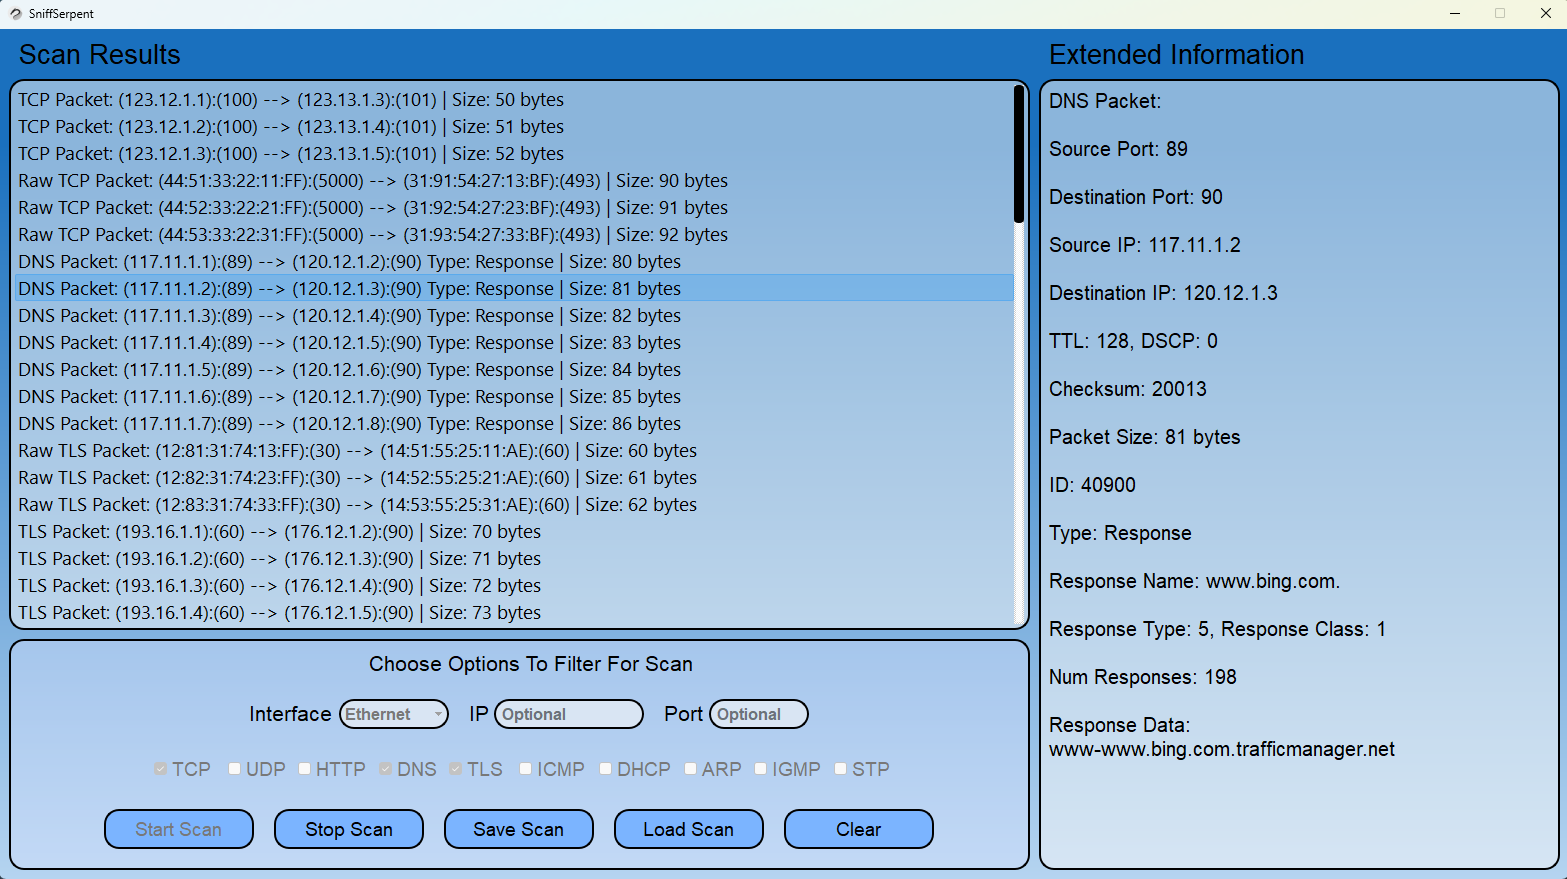 SniffSerpent
Scan Results
TCP Packet: (123.12.1.1):(100) --> (123.13.1.3):(101) | Size: 50 bytes
TCP Packet: (123.12.1.2):(100) --> (123.13.1.4):(101) | Size: 51 bytes
TCP Packet: (123.12.1.3):(100) --> (123.13.1.5):(101) | Size: 52 bytes
Raw TCP Packet: (44:51:33:22:11:FF):(5000) --> (31:91:54:27:13:BF):(493) | Size: 90 bytes
Raw TCP Packet: (44:52:33:22:21:FF):(5000) --> (31:92:54:27:23:BF):(493) | Size: 91 bytes
Raw TCP Packet: (44:53:33:22:31:FF):(5000) --> (31:93:54:27:33:BF):(493) | Size: 92 bytes
DNS Packet: (117.11.1.1):(89) --> (120.12.1.2):(90) Type: Response | Size: 80 bytes
DNS Packet: (117.11.1.2):(89) --> (120.12.1.3):(90) Type: Response | Size: 81 bytes
DNS Packet: (117.11.1.3):(89) --> (120.12.1.4):(90) Type: Response | Size: 82 bytes
DNS Packet: (117.11.1.4):(89) --> (120.12.1.5):(90) Type: Response | Size: 83 bytes
DNS Packet: (117.11.1.5):(89) --> (120.12.1.6):(90) Type: Response | Size: 84 bytes
DNS Packet: (117.11.1.6):(89) --> (120.12.1.7):(90) Type: Response | Size: 85 bytes
DNS Packet: (117.11.1.7):(89) --> (120.12.1.8):(90) Type: Response | Size: 86 bytes
Raw TLS Packet: (12:81:31:74:13:FF):(30) --> (14:51:55:25:11:AE):(60) | Size: 60 bytes
Raw TLS Packet: (12:82:31:74:23:FF):(30) --> (14:52:55:25:21:AE):(60) | Size: 61 bytes
Raw TLS Packet: (12:83:31:74:33:FF):(30) --> (14:53:55:25:31:AE):(60) | Size: 62 bytes
TLS Packet: (193.16.1.1):(60) --> (176.12.1.2):(90) | Size: 70 bytes
TLS Packet: (193.16.1.2):(60) --> (176.12.1.3):(90) | Size: 71 bytes
TLS Packet: (193.16.1.3):(60) --> (176.12.1.4):(90) | Size: 72 bytes
TLS Packet: (193.16.1.4):(60) --> (176.12.1.5):(90) | Size: 73 bytes
Choose Options To Filter For Scan
Interface Ethernet IP Optional Port Optional
TCP UDP HTTP DNS TLS ICMP DHCP ARP IGMP STP
Start Scan Stop Scan Save Scan Load Scan Clear
Extended Information
DNS Packet:
Source Port: 89
Destination Port: 90
Source IP: 117.11.1.2
Destination IP: 120.12.1.3
TTL: 128, DSCP: 0
Checksum: 20013
Packet Size: 81 bytes
ID: 40900
Type: Response
Response Name: www.bing.com.
Response Type: 5, Response Class: 1
Num Responses: 198
Response Data:
www-www.bing.com.trafficmanager.net